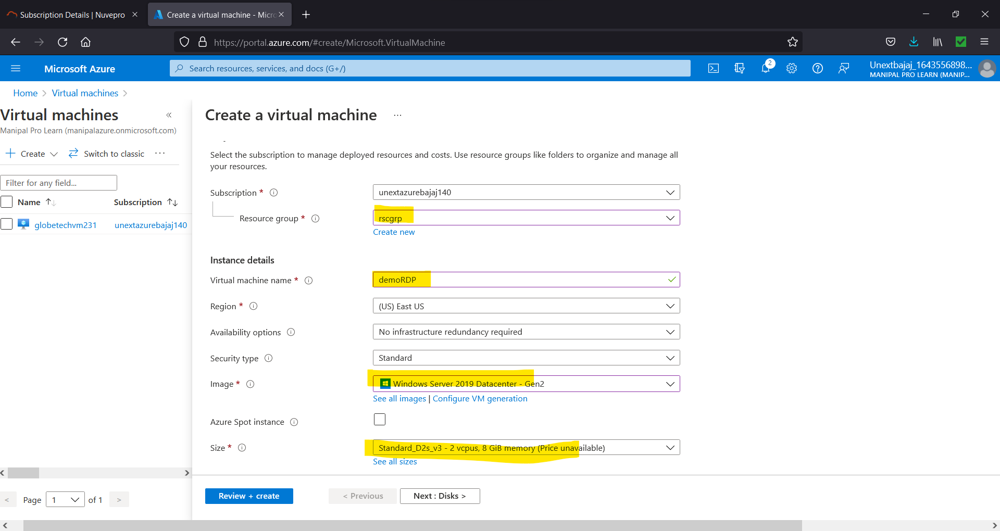 Subscription Details | Nuvepro
Create a virtual machine - Micro
https://portal.azure.com/#create/Microsoft.VirtualMachine
Microsoft Azure
Search resources, services, and docs (G+/)
2
Unextbajaj_1643556898...
MANIPAL PRO LEARN (MANIP...
Home > Virtual machines >
Virtual machines
«
Manipal Pro Learn (manipalazure.onmicrosoft.com)
Create
Switch to classic
...
Filter for any field...
Name
Subscription
globetechvm231
unextazurebajaj140
< Page 1 of 1 >
Create a virtual machine ...
Select the subscription to manage deployed resources and costs. Use resource groups like folders to organize and manage all
your resources.
Subscription *
unextazurebajaj140
Resource group *
rscgrp
Create new
Instance details
Virtual machine name *
demoRDP
Region *
(US) East US
Availability options
No infrastructure redundancy required
Security type
Standard
Image *
Windows Server 2019 Datacenter - Gen2
See all images | Configure VM generation
Azure Spot instance
Size *
Standard_D2s_v3 - 2 vcpus, 8 GiB memory (Price unavailable)
See all sizes
Review + create
< Previous
Next : Disks >